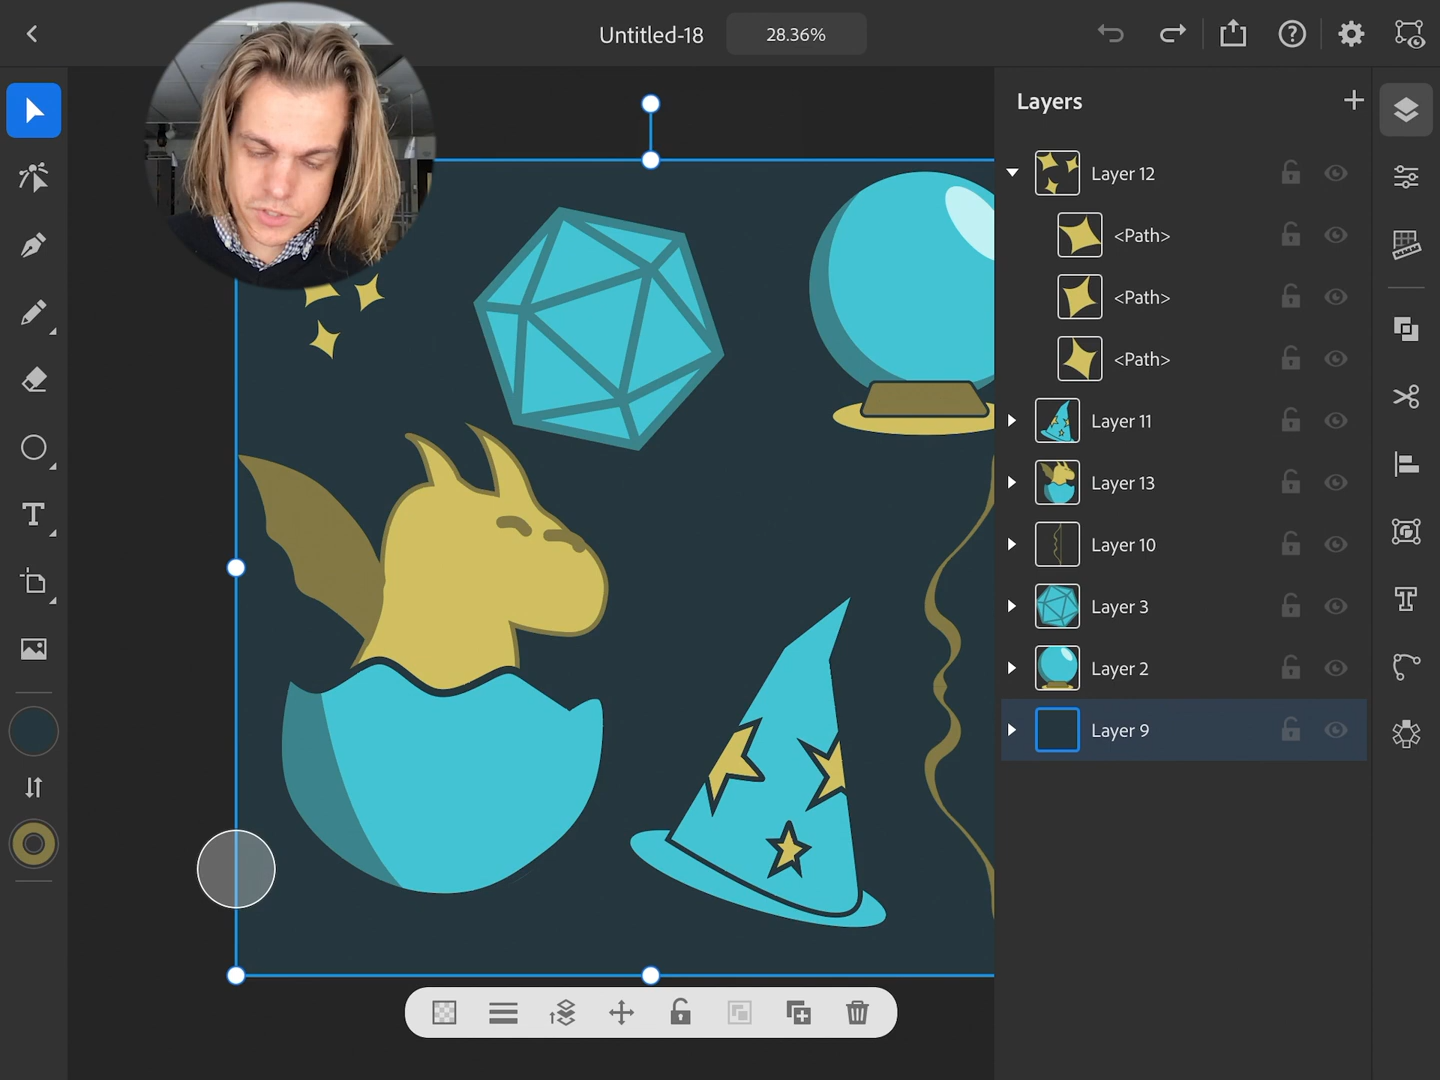 Untitled-18
28.36%
Layers
Layer 12
<Path>
<Path>
<Path>
Layer 11
Layer 13
Layer 10
Layer 3
Layer 2
Layer 9